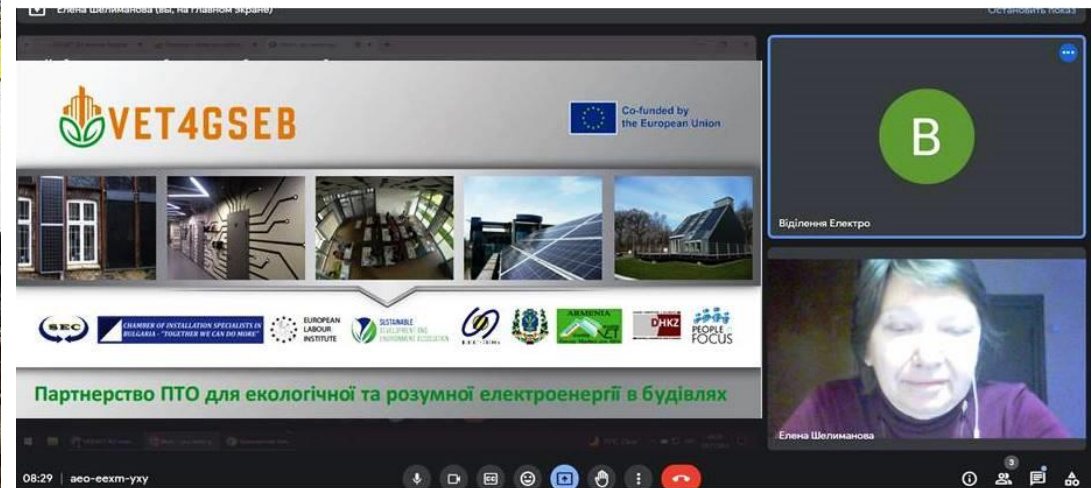 Елена Шелиманова (вы, на главном экране)
Остановить показ
VET4GSEB
Co-funded by
the European Union
SEC
CHAMBER OF INSTALLATION SPECIALISTS IN
BULGARIA - "TOGETHER WE CAN DO MORE"
EUROPEAN
LABOUR
INSTITUTE
SUSTAINABLE
DEVELOPMENT AND
ENVIRONMENT ASSOCIATION
ARMENIA
DHKZ
PEOPLE IN
FOCUS
Партнерство ПТО для екологічної та розумної електроенергії в будівлях
В
Віділення Електро
Елена Шелиманова
08:29 | aeo-eexm-yxy
3